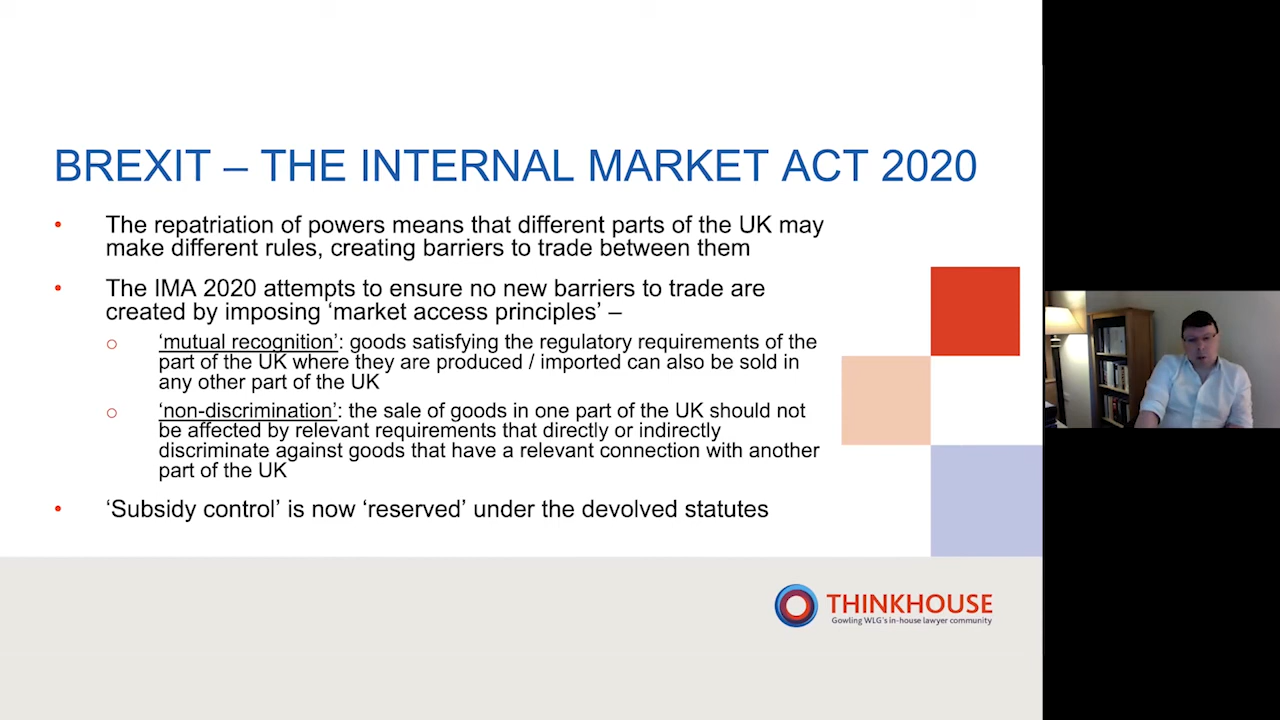 BREXIT – THE INTERNAL MARKET ACT 2020
• The repatriation of powers means that different parts of the UK may
make different rules, creating barriers to trade between them
• The IMA 2020 attempts to ensure no new barriers to trade are
created by imposing ‘market access principles’ –
o ‘mutual recognition’: goods satisfying the regulatory requirements of the
part of the UK where they are produced / imported can also be sold in
any other part of the UK
o ‘non-discrimination’: the sale of goods in one part of the UK should not
be affected by relevant requirements that directly or indirectly
discriminate against goods that have a relevant connection with another
part of the UK
• ‘Subsidy control’ is now ‘reserved’ under the devolved statutes
THINKHOUSE
Gowling WLG's in-house lawyer community